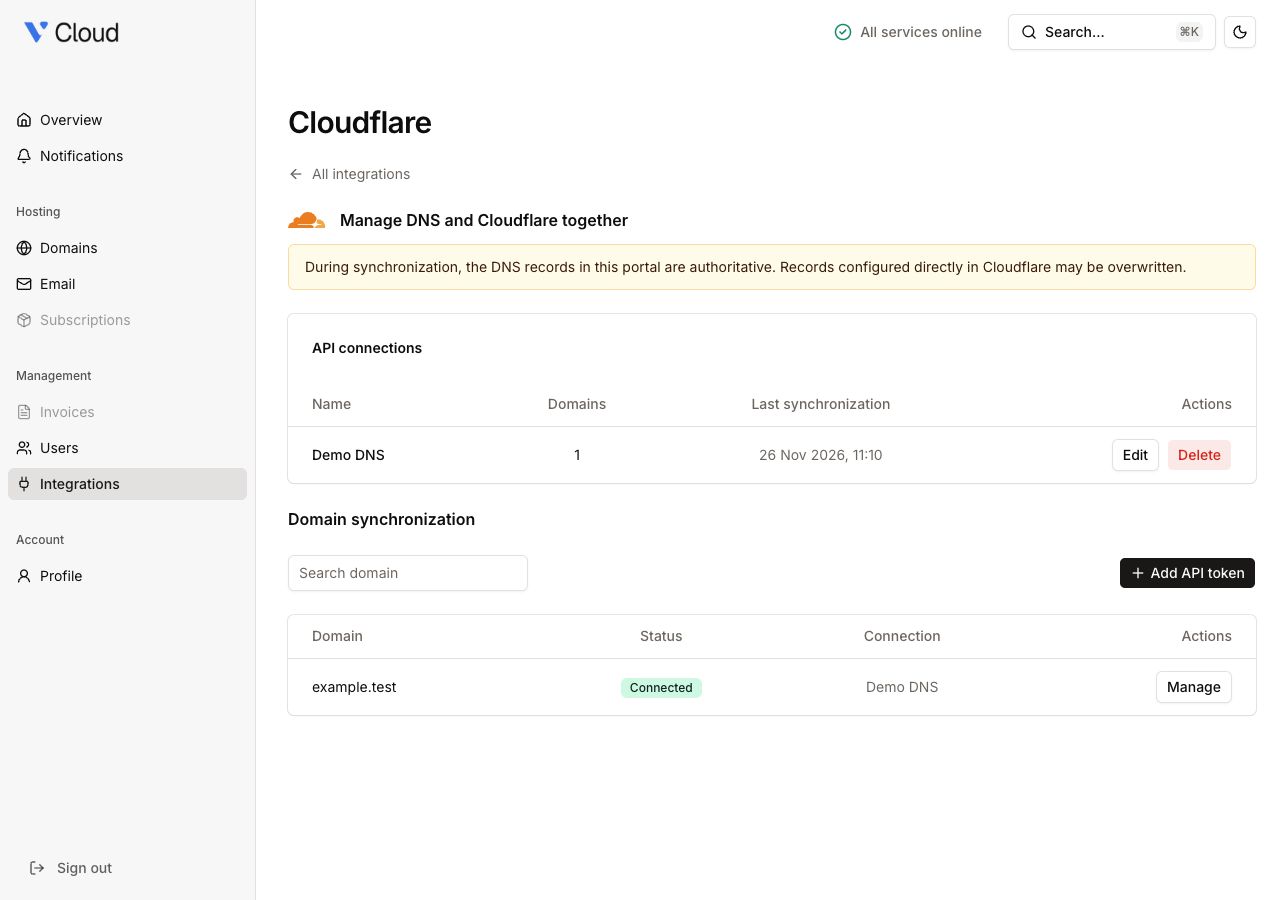 Cloud
Overview
Notifications
Hosting
Domains
Email
Subscriptions
Management
Invoices
Users
Integrations
Account
Profile
Sign out
All services online
Search... ⌘K
Cloudflare
All integrations
Manage DNS and Cloudflare together
During synchronization, the DNS records in this portal are authoritative. Records configured directly in Cloudflare may be overwritten.
API connections
Name Domains Last synchronization Actions
Demo DNS 1 26 Nov 2026, 11:10 Edit Delete
Domain synchronization
Search domain
Add API token
Domain Status Connection Actions
example.test Connected Demo DNS Manage